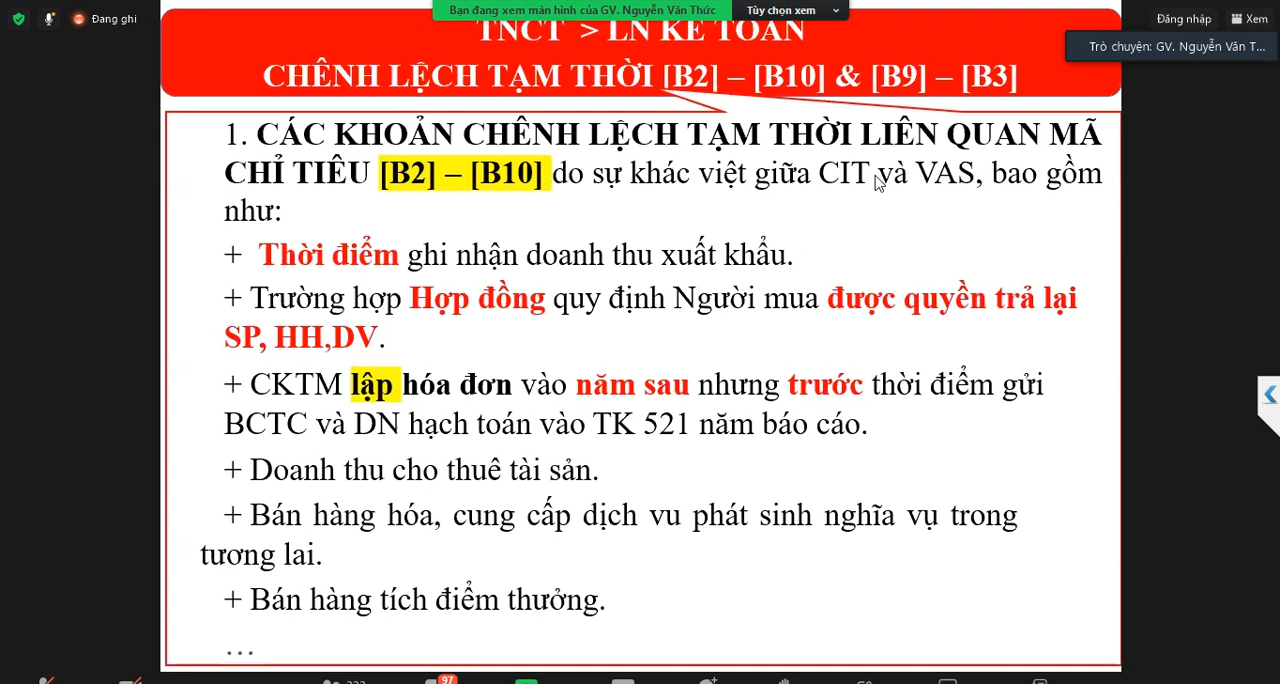 Bạn đang xem màn hình của GV. Nguyễn Văn Thức
Tùy chọn xem
Đang ghi
Đăng nhập
Xem
Trò chuyện: GV. Nguyễn Văn T...
TNCT > LN KẾ TOÁN
CHÊNH LỆCH TẠM THỜI [B2] – [B10] & [B9] – [B3]
1. CÁC KHOẢN CHÊNH LỆCH TẠM THỜI LIÊN QUAN MÃ
CHỈ TIÊU [B2] – [B10] do sự khác việt giữa CIT và VAS, bao gồm
như:
+ Thời điểm ghi nhận doanh thu xuất khẩu.
+ Trường hợp Hợp đồng quy định Người mua được quyền trả lại
SP, HH,DV.
+ CKTM lập hóa đơn vào năm sau nhưng trước thời điểm gửi
BCTC và DN hạch toán vào TK 521 năm báo cáo.
+ Doanh thu cho thuê tài sản.
+ Bán hàng hóa, cung cấp dịch vu phát sinh nghĩa vụ trong
tương lai.
+ Bán hàng tích điểm thưởng.
…
97